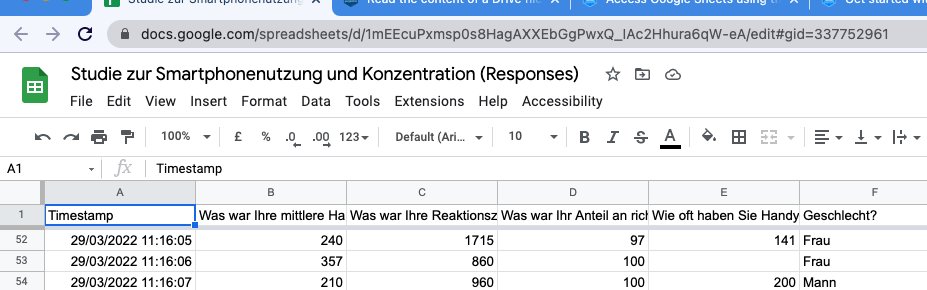 Studie zur Smartphonenutzung
Read the content of a Drive file
Access Google Sheets using th
Get started wi
docs.google.com/spreadsheets/d/1mEEcuPxmsp0s8HagAXXEbGgPwxQ_IAc2Hhura6qW-eA/edit#gid=337752961
Studie zur Smartphonenutzung und Konzentration (Responses)
File Edit View Insert Format Data Tools Extensions Help Accessibility
100% £ % .0 .00 123 Default (Ari... 10 B I S A
A1 fx Timestamp
A B C D E F
1 Timestamp Was war Ihre mittlere Ha Was war Ihre Reaktionsz Was war Ihr Anteil an rich Wie oft haben Sie Handy Geschlecht?
52 29/03/2022 11:16:05 240 1715 97 141 Frau
53 29/03/2022 11:16:06 357 860 100 Frau
54 29/03/2022 11:16:07 210 960 100 200 Mann